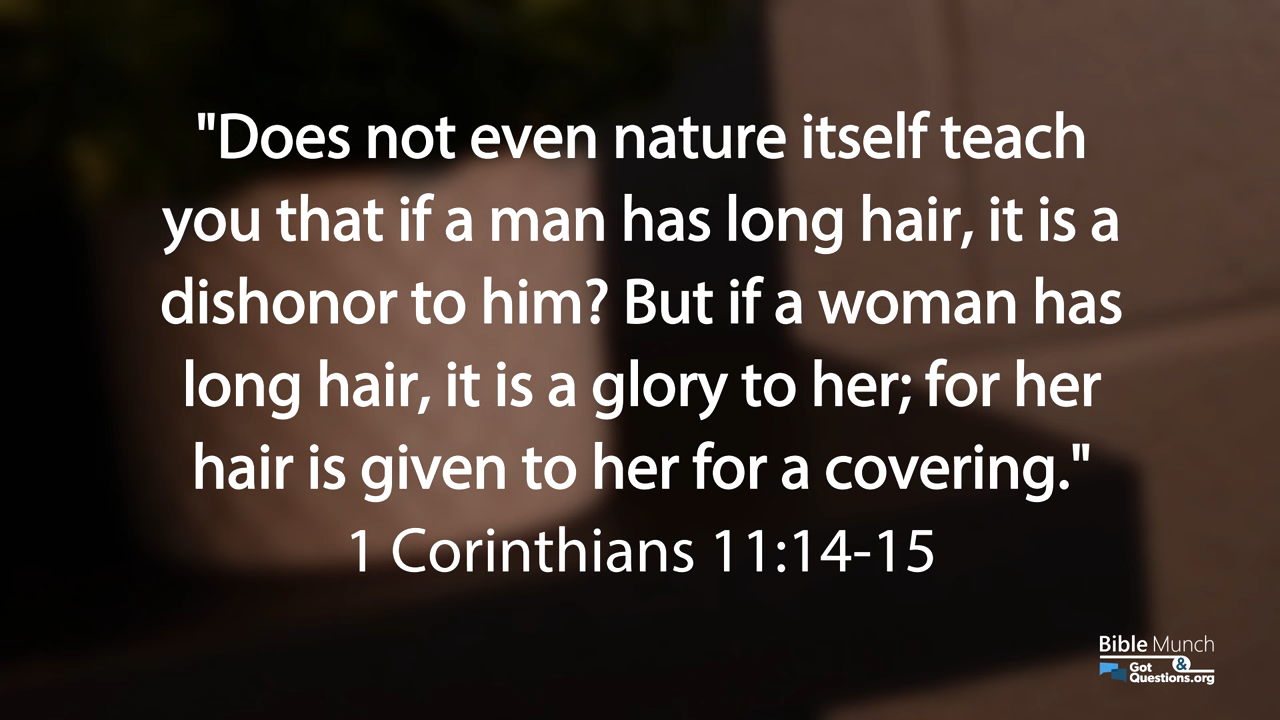 "Does not even nature itself teach
you that if a man has long hair, it is a
dishonor to him? But if a woman has
long hair, it is a glory to her; for her
hair is given to her for a covering."
1 Corinthians 11:14-15
Bible Munch
&
Got
Questions.org